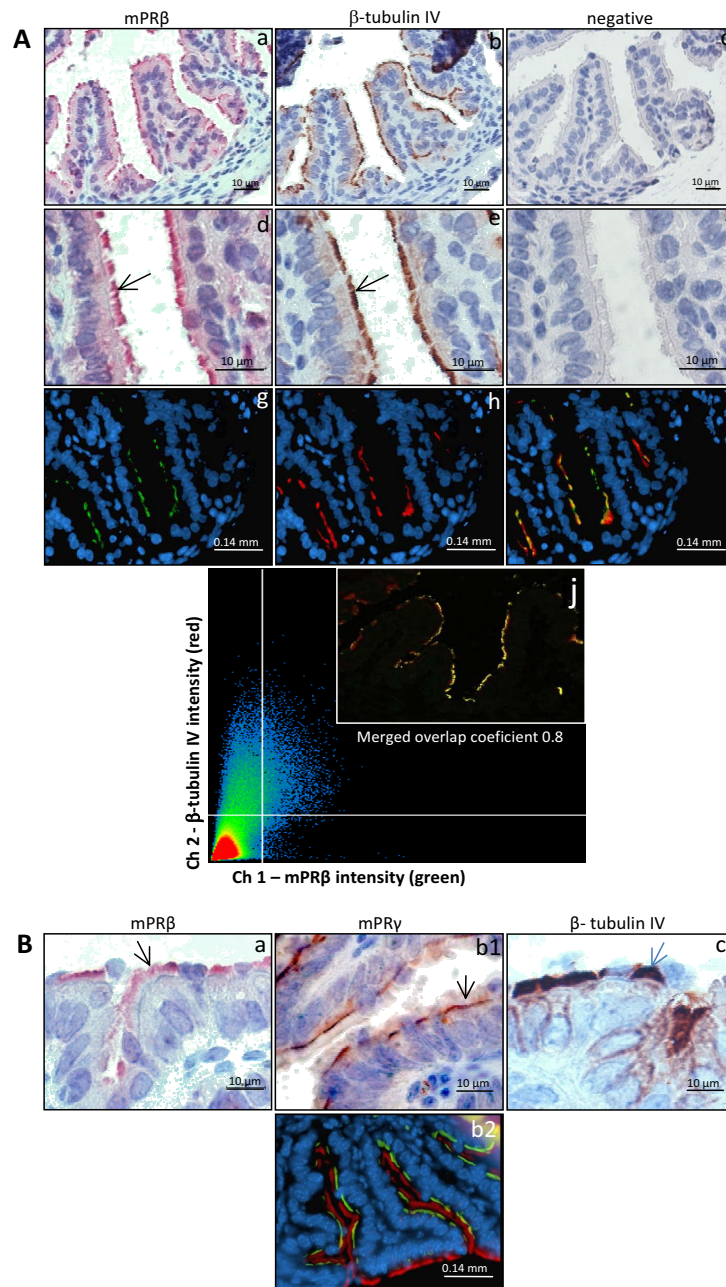 mPRβ β-tubulin IV negative
A
a b c
10 µm 10 µm 10 µm
d e
10 µm 10 µm 10 µm
g h
0.14 mm 0.14 mm 0.14 mm
j
Ch 2 - β-tubulin IV intensity (red)
Merged overlap coeficient 0.8
Ch 1 – mPRβ intensity (green)
B
mPRβ mPRγ β- tubulin IV
a b1 c
10 µm 10 µm 10 µm
b2
0.14 mm